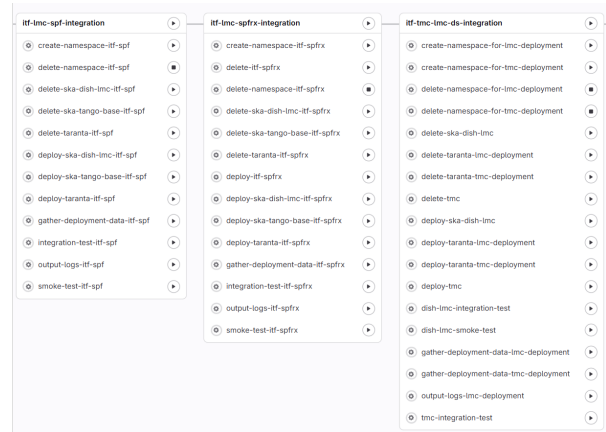 itf-lmc-spf-integration
create-namespace-itf-spf
delete-namespace-itf-spf
delete-ska-dish-lmc-itf-spf
delete-ska-tango-base-itf-spf
delete-taranta-itf-spf
deploy-ska-dish-lmc-itf-spf
deploy-ska-tango-base-itf-spf
deploy-taranta-itf-spf
gather-deployment-data-itf-spf
integration-test-itf-spf
output-logs-itf-spf
smoke-test-itf-spf
itf-lmc-spfrx-integration
create-namespace-itf-spfrx
delete-itf-spfrx
delete-namespace-itf-spfrx
delete-ska-dish-lmc-itf-spfrx
delete-ska-tango-base-itf-spfrx
delete-taranta-itf-spfrx
deploy-itf-spfrx
deploy-ska-dish-lmc-itf-spfrx
deploy-ska-tango-base-itf-spfrx
deploy-taranta-itf-spfrx
gather-deployment-data-itf-spfrx
integration-test-itf-spfrx
output-logs-itf-spfrx
smoke-test-itf-spfrx
itf-tmc-lmc-ds-integration
create-namespace-for-lmc-deployment
create-namespace-for-tmc-deployment
delete-namespace-for-lmc-deployment
delete-namespace-for-tmc-deployment
delete-ska-dish-lmc
delete-taranta-lmc-deployment
delete-taranta-tmc-deployment
delete-tmc
deploy-ska-dish-lmc
deploy-taranta-lmc-deployment
deploy-taranta-tmc-deployment
deploy-tmc
dish-lmc-integration-test
dish-lmc-smoke-test
gather-deployment-data-lmc-deployment
gather-deployment-data-tmc-deployment
output-logs-lmc-deployment
tmc-integration-test